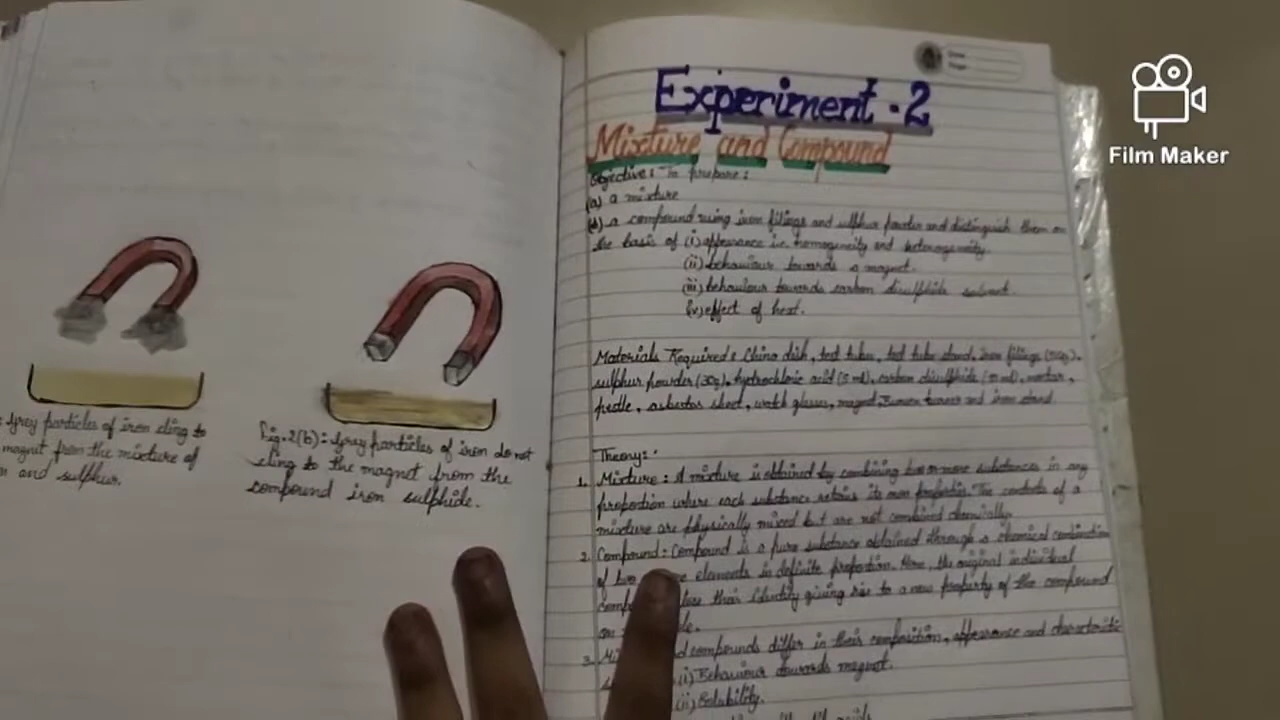 : Grey particles of iron cling to
magnet from the mixture of
and sulphur.
Fig. 2(b): Grey particles of iron do not
cling to the magnet from the
compound iron sulphide.
Experiment - 2
Mixture and Compound
Objective: To prepare:
(a) a mixture
a compound using iron filings and sulphur powder and distinguish them on
the basis of (i) appearance i.e. homogeneity and heterogeneity.
(ii) behaviour towards a magnet.
(iii) behaviour towards carbon disulphide solvent.
(iv) effect of heat.
Materials Required: China dish, test tubes, test tube stand, iron filings
sulphur powder (30g), hydrochloric acid (5 ml), carbon disulphide
pestle, asbestos sheet, watch glasses, magnet, Bunsen burner and iron stand
Theory:
1. Mixture: A mixture is obtained by combining two or more substances in any
proportion where each substance retains its own properties. The contents of a
mixture are physically mixed but are not combined chemically.
2. Compound: Compound is a pure substance obtained through a chemical combination
of two elements in definite proportion. Here, the original individual
their identity giving rise to a new property of the compound
3. compounds differ in their composition, appearance and characteristic
(i) Behaviour towards magnet.
(ii) Solubility.
Film Maker